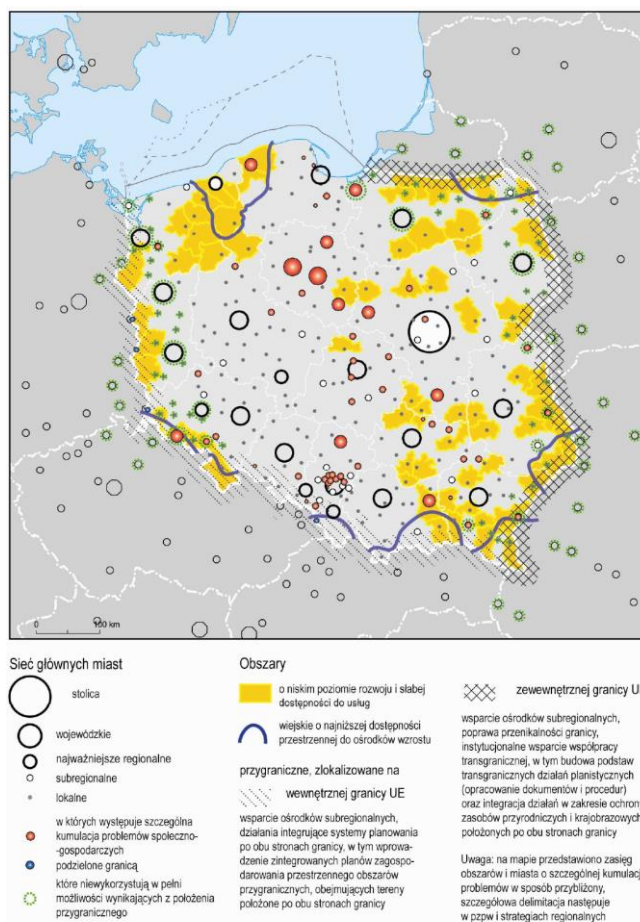 100 km
Sieć głównych miast
stolica
wojewódzkie
najważniejsze regionalne
subregionalne
lokalne
w których występuje szczególna
kumulacja problemów społeczno-
-gospodarczych
podzielone granicą
które niewykorzystują w pełni
możliwości wynikających z położenia
przygranicznego
Obszary
o niskim poziomie rozwoju i słabej
dostępności do usług
wiejskie o najniższej dostępności
przestrzennej do ośrodków wzrostu
przygraniczne, zlokalizowane na
wewnętrznej granicy UE
wsparcie ośrodków subregionalnych,
działania integrujące systemy planowania
po obu stronach granicy, w tym wprowa-
dzenie zintegrowanych planów zagospo-
darowania przestrzennego obszarów
przygranicznych, obejmujących tereny
położone po obu stronach granicy
zewewnętrznej granicy U
wsparcie ośrodków subregionalnych,
poprawa przenikalności granicy,
instytucjonalne wsparcie współpracy
transgranicznej, w tym budowa podstaw
transgranicznych działań planistycznych
(opracowanie dokumentów i procedur)
oraz integracja działań w zakresie ochron
zasobów przyrodniczych i krajobrazowych
położonych po obu stronach granicy
Uwaga: na mapie przedstawiono zasięg
obszarów i miasta o szczególnej kumulacj
problemów w sposób przybliżony,
szczegółowa delimitacja następuje
w pzpw i strategiach regionalnych